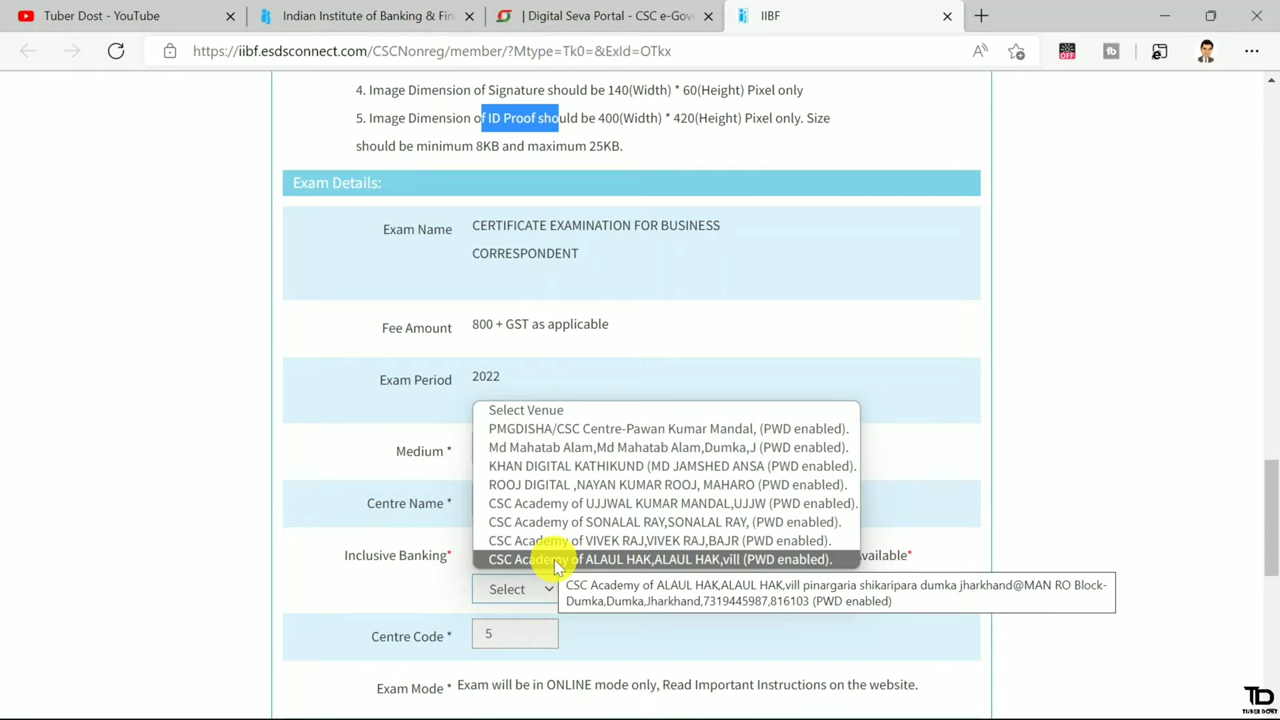 Tuber Dost - YouTube
Indian Institute of Banking & Fin
| Digital Seva Portal - CSC e-Gov
IIBF
https://iibf.esdsconnect.com/CSCNonreg/member/?Mtype=Tk0=&ExId=OTkx
OFF
4. Image Dimension of Signature should be 140(Width) * 60(Height) Pixel only
5. Image Dimension of ID Proof should be 400(Width) * 420(Height) Pixel only. Size
should be minimum 8KB and maximum 25KB.
Exam Details:
Exam Name
CERTIFICATE EXAMINATION FOR BUSINESS
CORRESPONDENT
Fee Amount
800 + GST as applicable
Exam Period
2022
Select Venue
PMGDISHA/CSC Centre-Pawan Kumar Mandal, (PWD enabled).
Md Mahatab Alam,Md Mahatab Alam,Dumka,J (PWD enabled).
Medium *
KHAN DIGITAL KATHIKUND (MD JAMSHED ANSA (PWD enabled).
ROOJ DIGITAL ,NAYAN KUMAR ROOJ, MAHARO (PWD enabled).
Centre Name *
CSC Academy of UJJWAL KUMAR MANDAL,UJJW (PWD enabled).
CSC Academy of SONALAL RAY,SONALAL RAY, (PWD enabled).
CSC Academy of VIVEK RAJ,VIVEK RAJ,BAJR (PWD enabled).
Inclusive Banking*
CSC Academy of ALAUL HAK,ALAUL HAK,vill (PWD enabled).
vailable*
Select
CSC Academy of ALAUL HAK,ALAUL HAK,vill pinargaria shikaripara dumka jharkhand@MAN RO Block-
Dumka,Dumka,Jharkhand,7319445987,816103 (PWD enabled)
Centre Code *
5
Exam Mode *
Exam will be in ONLINE mode only, Read Important Instructions on the website.
TD
TUBER DOST